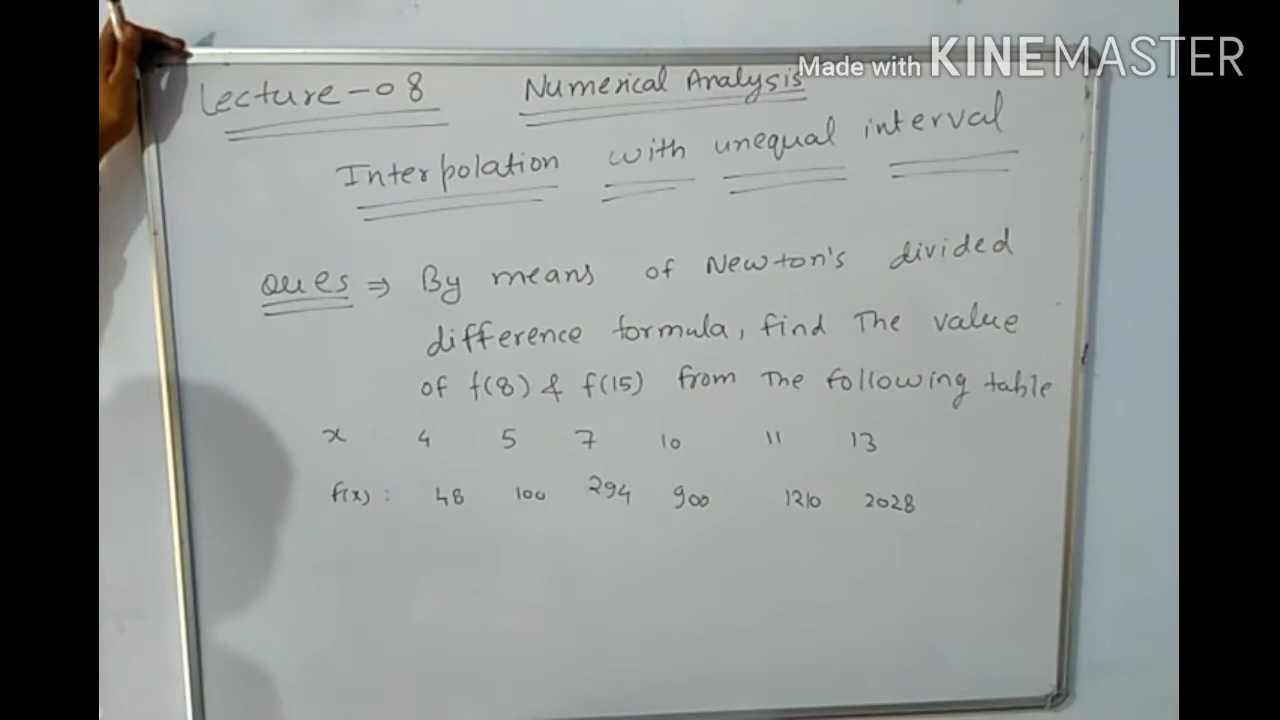 Made with KINEMASTER
Lecture-08 Numerical Analysis
Interpolation with unequal interval
Ques ⇒ By means of Newton's divided
difference formula, find The value
of f(8) & f(15) from The following table
x 4 5 7 10 11 13
f(x) : 48 100 294 900 1210 2028